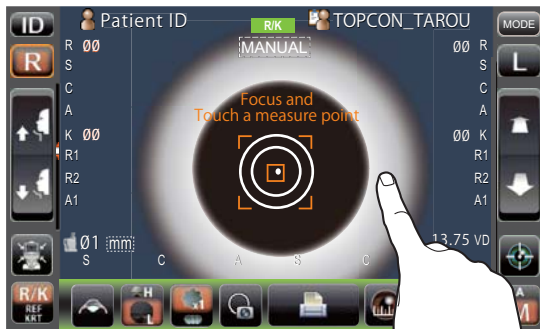 ID Patient ID R/K TOPCON_TAROU MODE
R R 00 MANUAL 00 R L
S S
C C
A Focus and A
Touch a measure point
K 00 00 K
R1 R1
R2 R2
A1 A1
01 mm 13.75 VD
S C A S C
R/K H A
REF L M
KRT